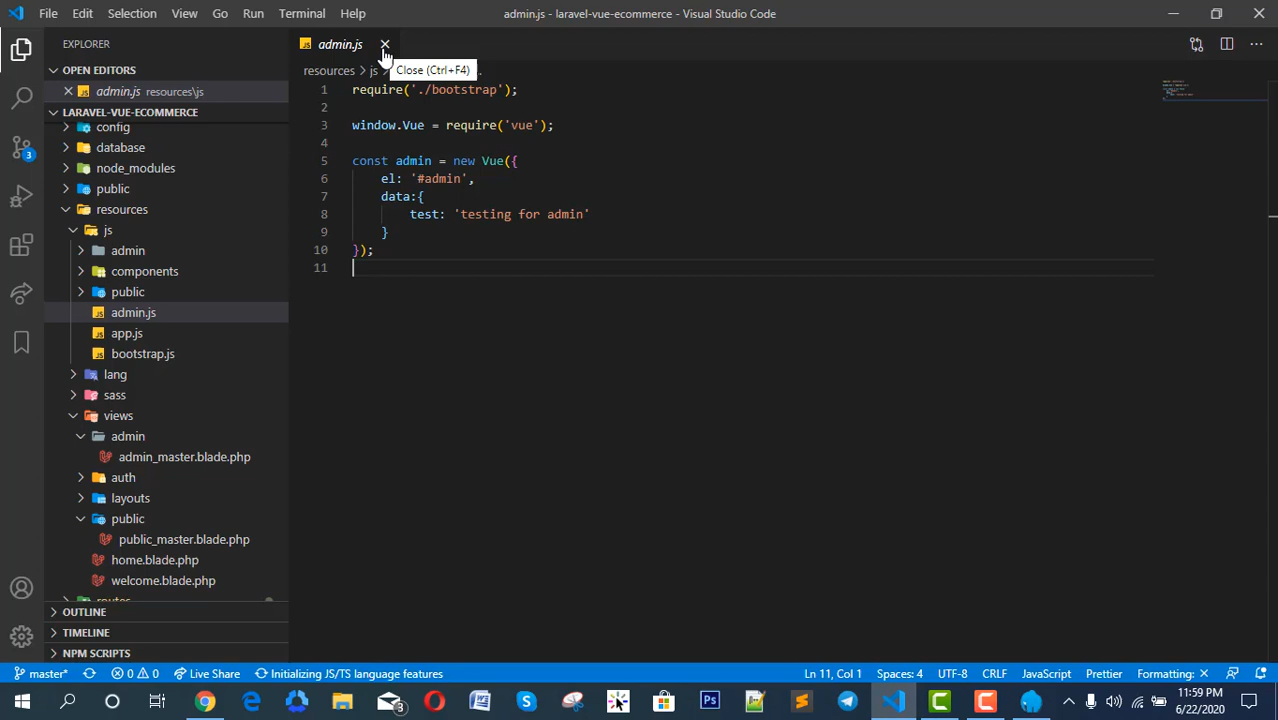 File Edit Selection View Go Run Terminal Help admin.js - laravel-vue-ecommerce - Visual Studio Code
EXPLORER
OPEN EDITORS
admin.js resources\js
LARAVEL-VUE-ECOMMERCE
config
database
node_modules
public
resources
js
admin
components
public
admin.js
app.js
bootstrap.js
lang
sass
views
admin
admin_master.blade.php
auth
layouts
public
public_master.blade.php
home.blade.php
welcome.blade.php
routes
OUTLINE
TIMELINE
NPM SCRIPTS
3
JS admin.js
resources > js >
Close (Ctrl+F4)
1 require('./bootstrap');
2
3 window.Vue = require('vue');
4
5 const admin = new Vue({
6 el: '#admin',
7 data:{
8 test: 'testing for admin'
9 }
10 });
11
master* 0 0 Live Share Initializing JS/TS language features Ln 11, Col 1 Spaces: 4 UTF-8 CRLF JavaScript Prettier Formatting: ×
3 11:59 PM
6/22/2020